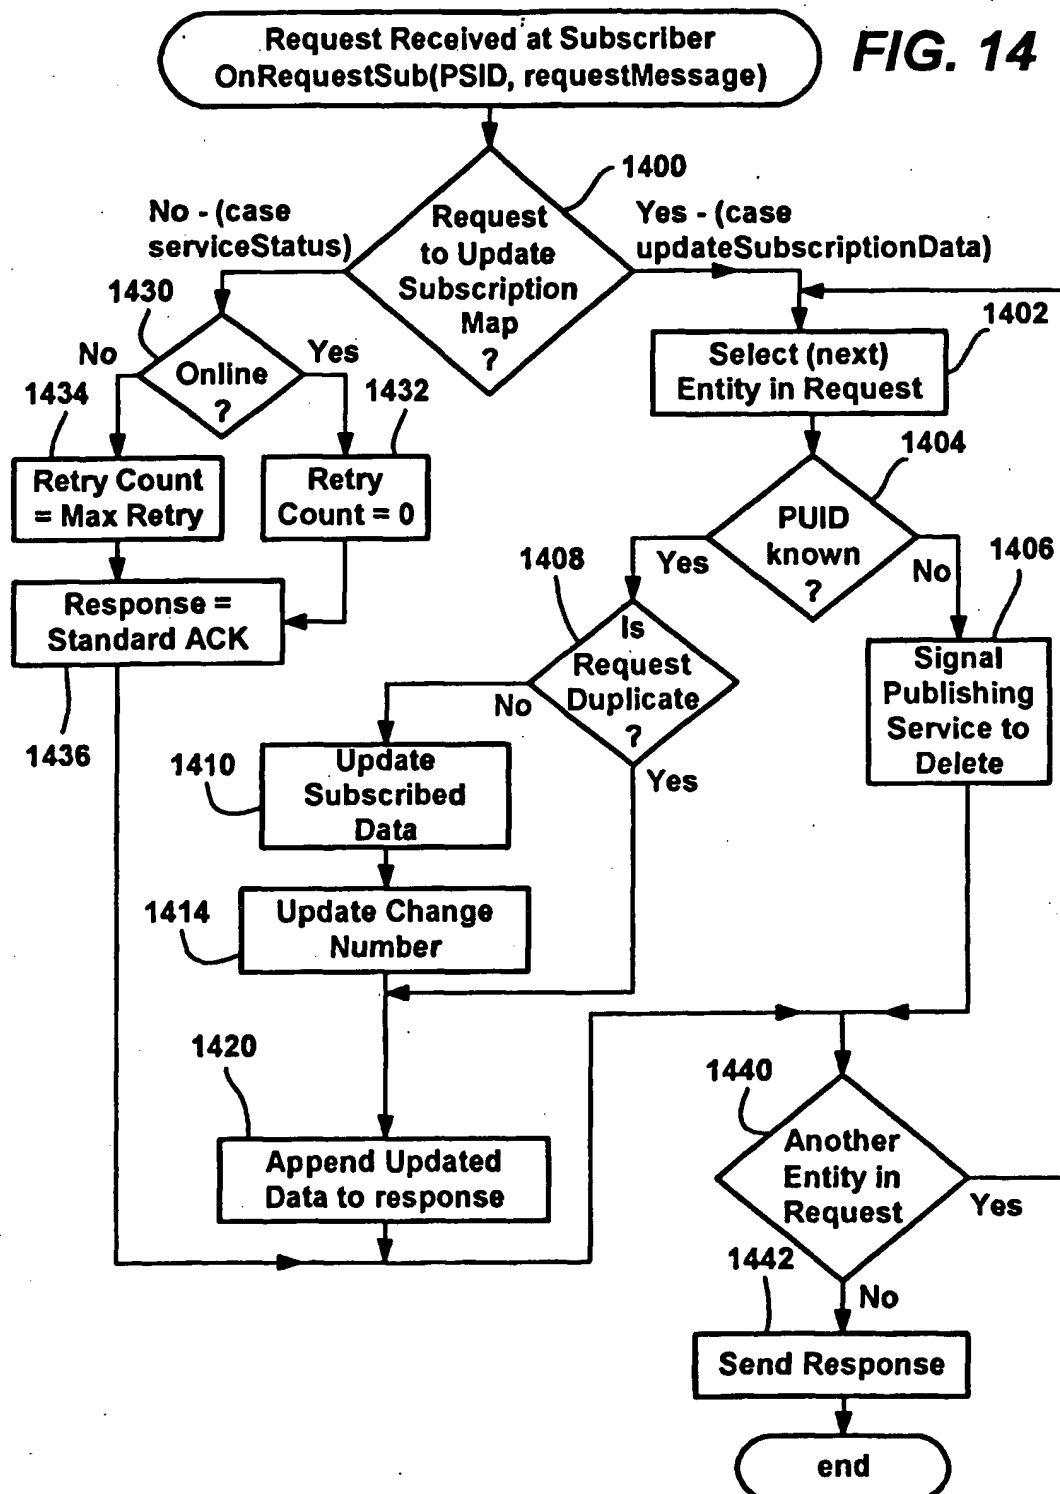 Request Received at Subscriber
OnRequestSub(PSID, requestMessage)
FIG. 14
1400
Request
to Update
Subscription
Map
?
No - (case
serviceStatus)
Yes - (case
updateSubscriptionData)
1430
Online
?
No
Yes
1434
1432
Retry Count
= Max Retry
Retry
Count = 0
Response =
Standard ACK
1436
1402
Select (next)
Entity in Request
1404
PUID
known
?
Yes
No
1406
Signal
Publishing
Service to
Delete
1408
Is
Request
Duplicate
?
No
Yes
1410
Update
Subscribed
Data
1414
Update Change
Number
1420
Append Updated
Data to response
1440
Another
Entity in
Request
Yes
No
1442
Send Response
end